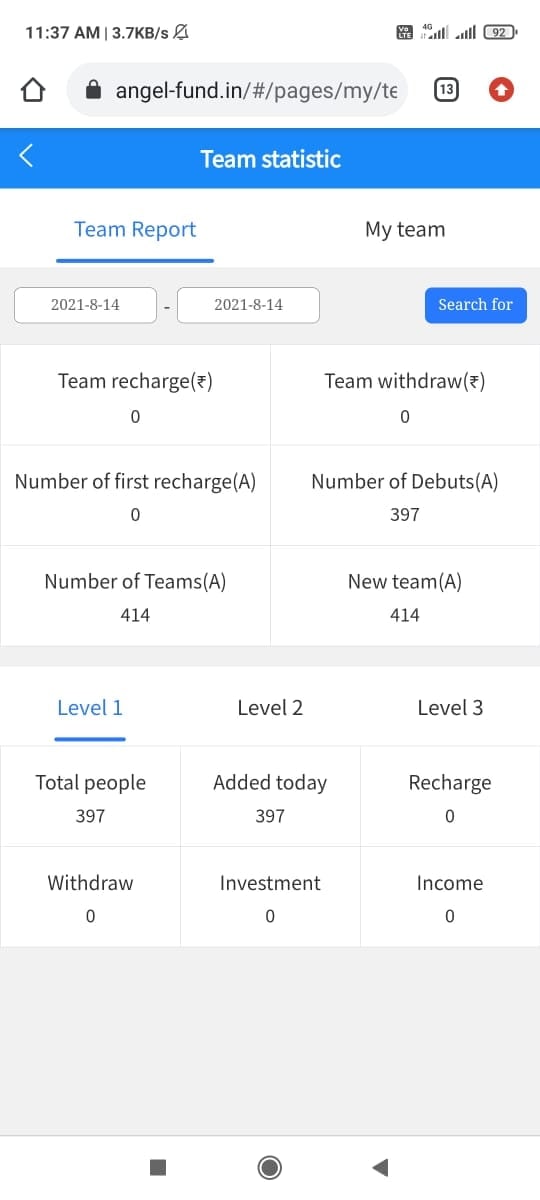 11:37 AM | 3.7KB/s
Vo LTE 4G 92
angel-fund.in/#/pages/my/te 13
Team statistic
Team Report My team
2021-8-14 - 2021-8-14 Search for
Team recharge(₹) Team withdraw(₹)
0 0
Number of first recharge(A) Number of Debuts(A)
0 397
Number of Teams(A) New team(A)
414 414
Level 1 Level 2 Level 3
Total people Added today Recharge
397 397 0
Withdraw Investment Income
0 0 0